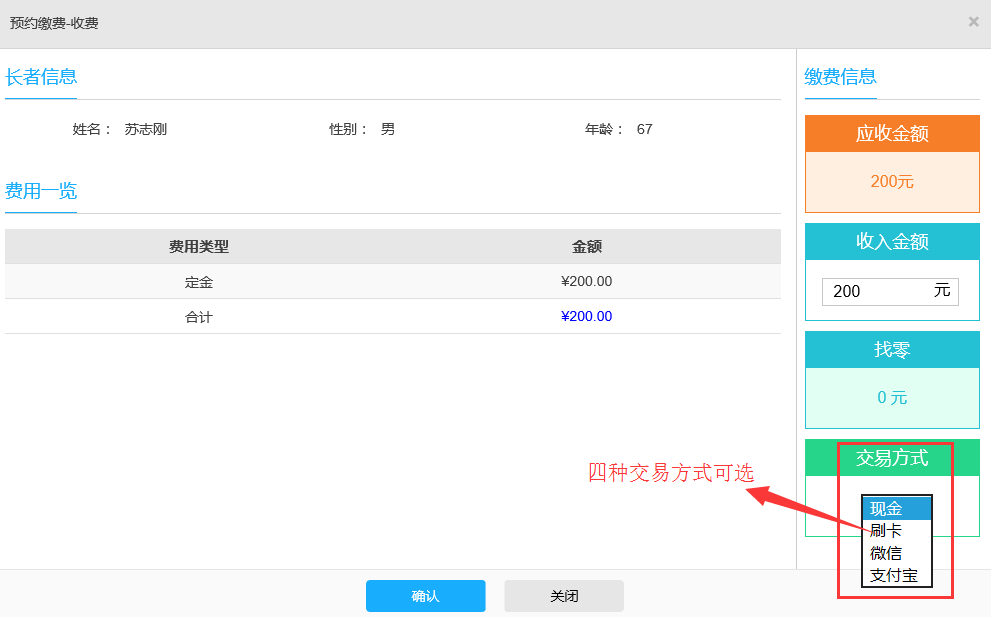 预约缴费-收费
×
长者信息
姓名： 苏志刚 性别： 男 年龄： 67
费用一览
费用类型 金额
定金 ¥200.00
合计 ¥200.00
缴费信息
应收金额
200元
收入金额
200 元
找零
0 元
交易方式
现金
刷卡
微信
支付宝
四种交易方式可选
确认 关闭